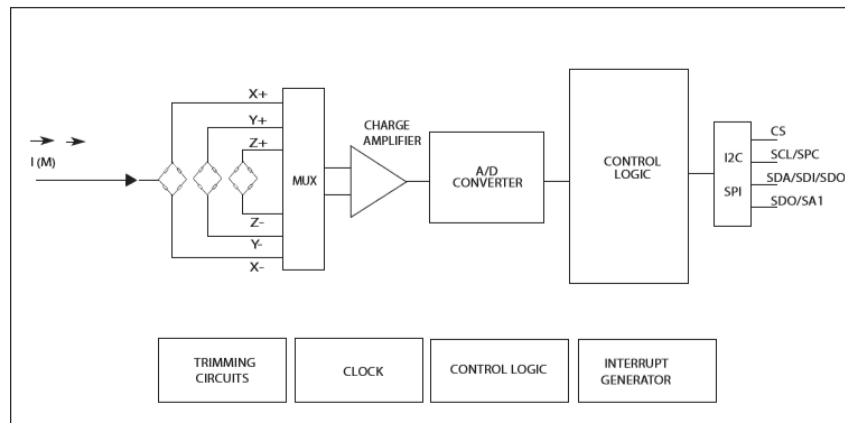 X+
Y+
Z+
I (M)
MUX
Z-
Y-
X-
CHARGE
AMPLIFIER
A/D
CONVERTER
CONTROL
LOGIC
I2C
SPI
CS
SCL/SPC
SDA/SDI/SDO
SDO/SA1
TRIMMING
CIRCUITS
CLOCK
CONTROL LOGIC
INTERRUPT
GENERATOR